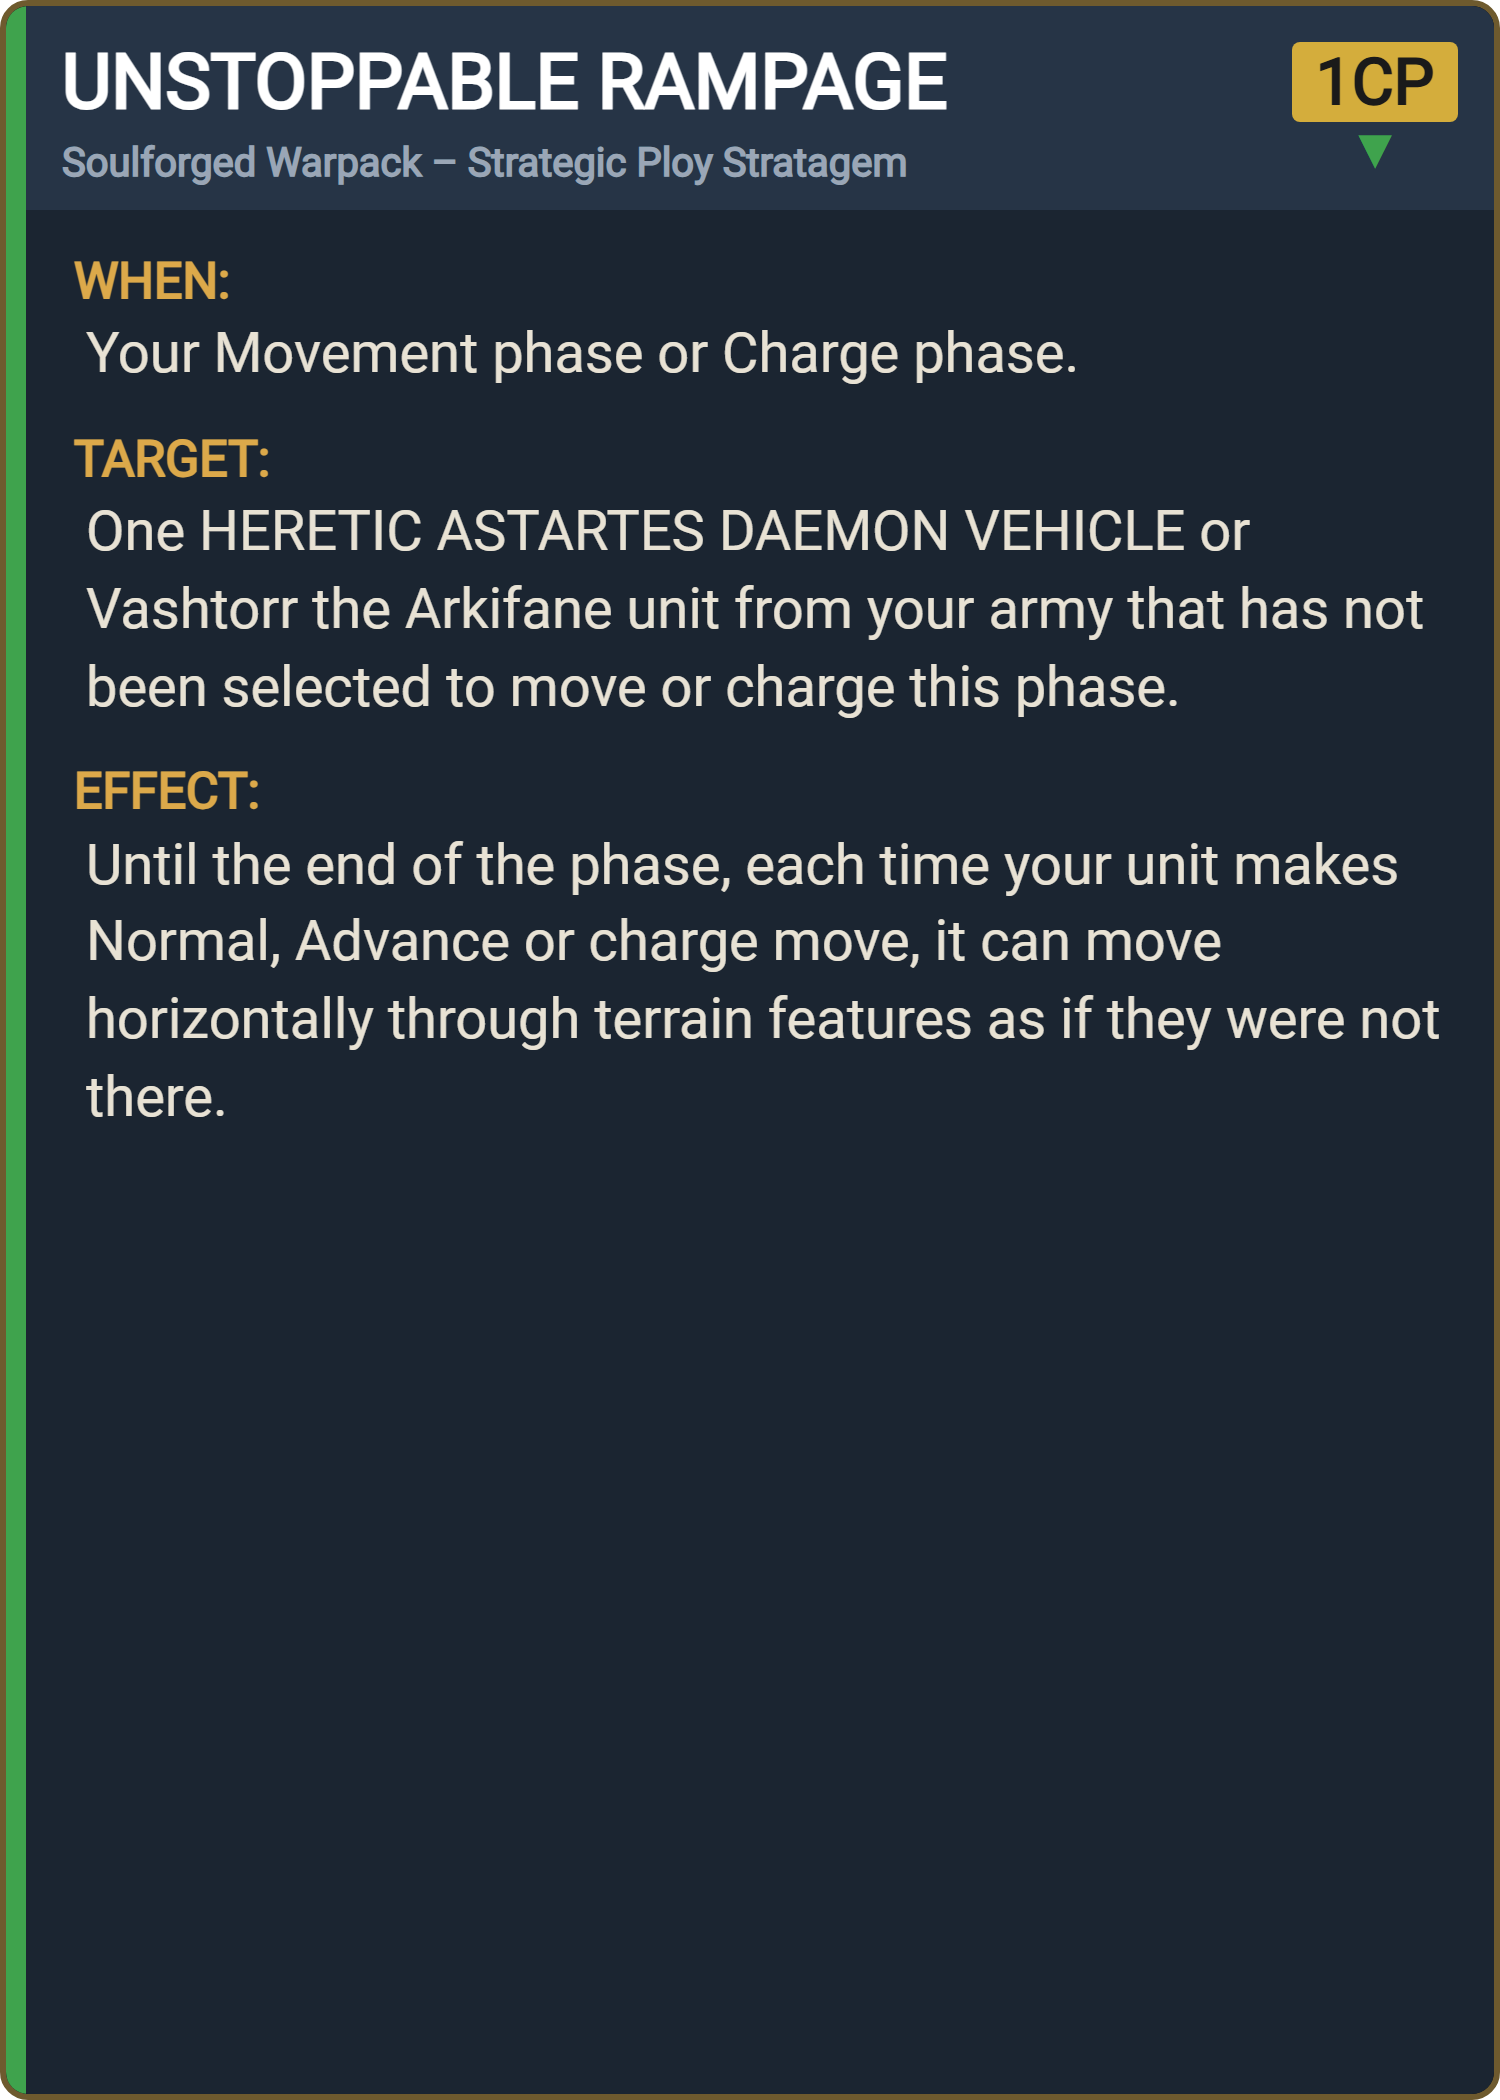 UNSTOPPABLE RAMPAGE
1CP
Soulforged Warpack – Strategic Ploy Stratagem
WHEN:
Your Movement phase or Charge phase.
TARGET:
One HERETIC ASTARTES DAEMON VEHICLE or
Vashtorr the Arkifane unit from your army that has not
been selected to move or charge this phase.
EFFECT:
Until the end of the phase, each time your unit makes
Normal, Advance or charge move, it can move
horizontally through terrain features as if they were not
there.